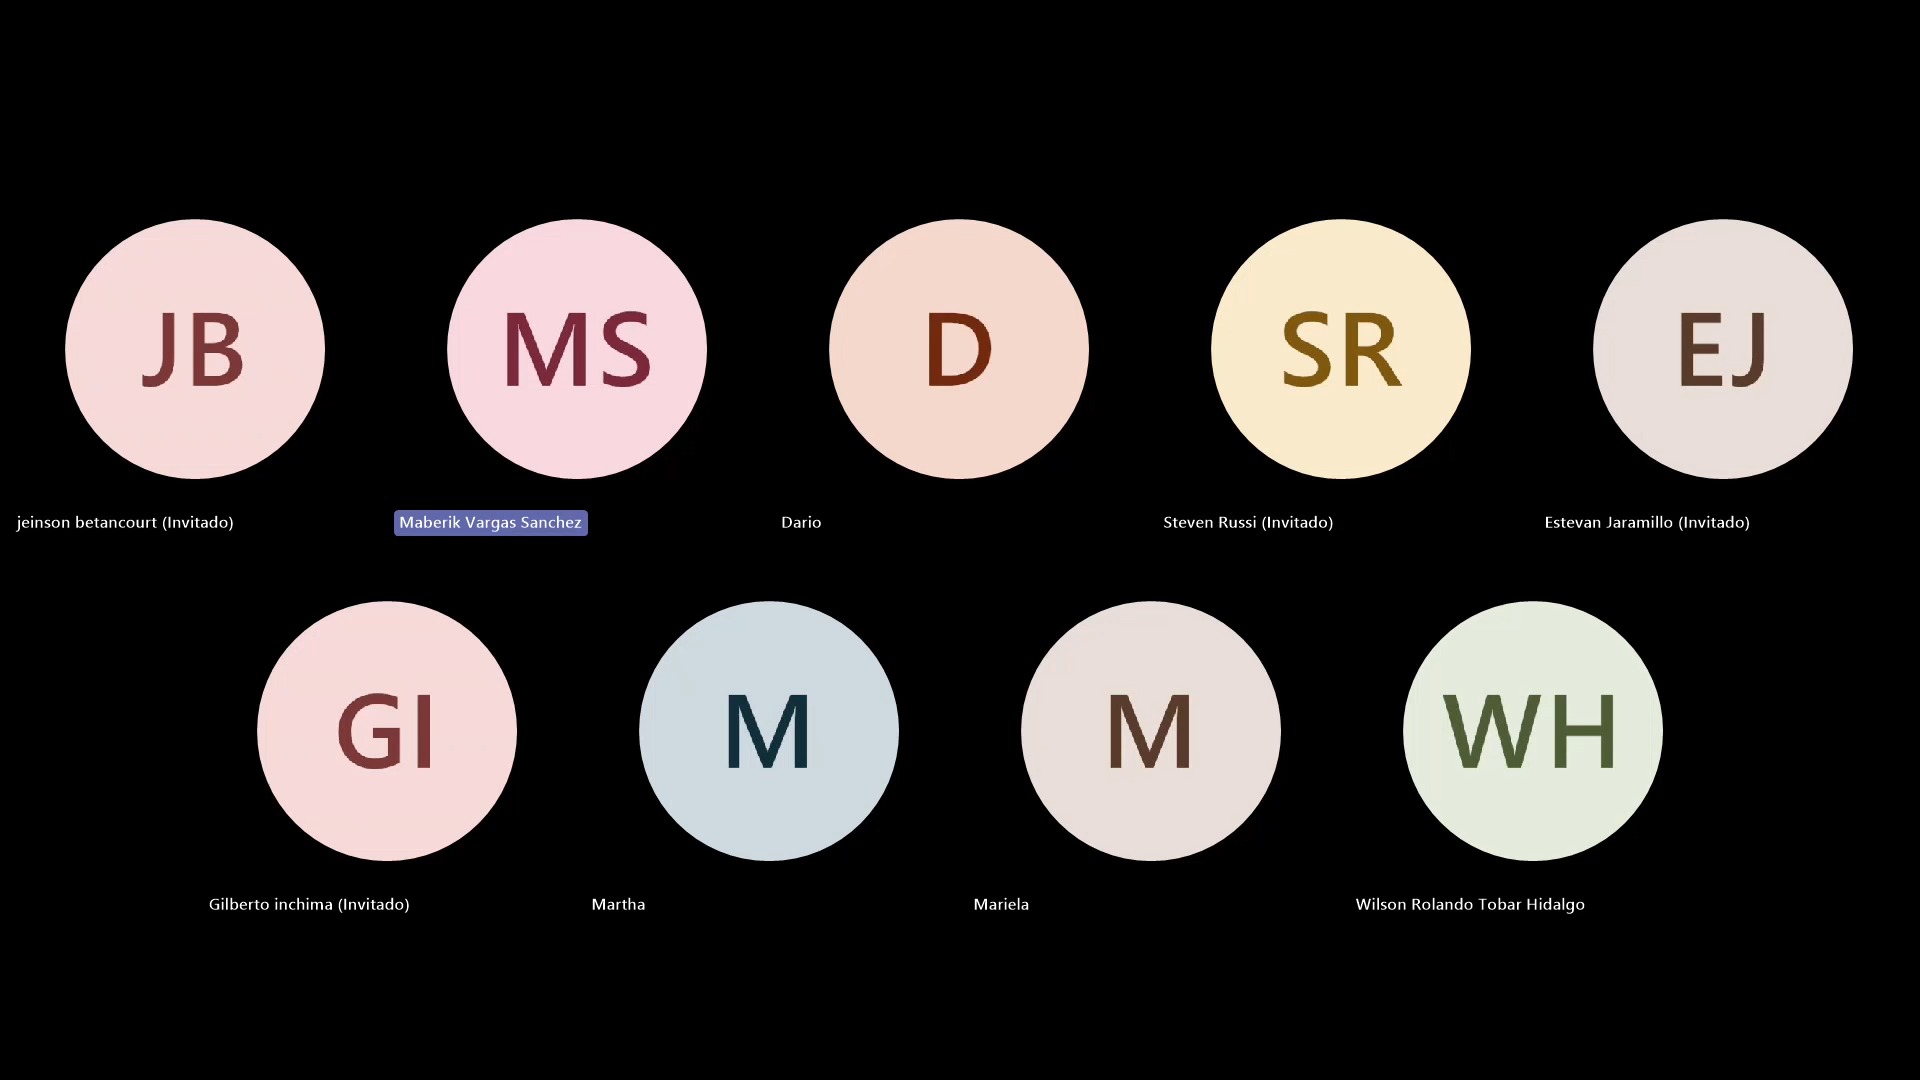 JB
MS
D
SR
EJ
jeinson betancourt (Invitado)
Maberik Vargas Sanchez
Dario
Steven Russi (Invitado)
Estevan Jaramillo (Invitado)
GI
M
M
WH
Gilberto inchima (Invitado)
Martha
Mariela
Wilson Rolando Tobar Hidalgo